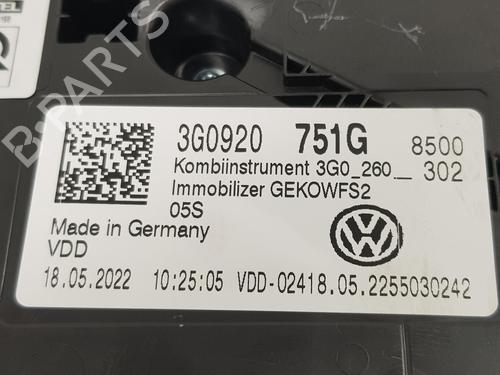 3G0920 751G 8500
Kombiinstrument 3G0_260__ 302
Immobilizer GEKOWFS2
05S
Made in Germany
VDD
18.05.2022 10:25:05 VDD-02418.05.2255030242
B-PARTS